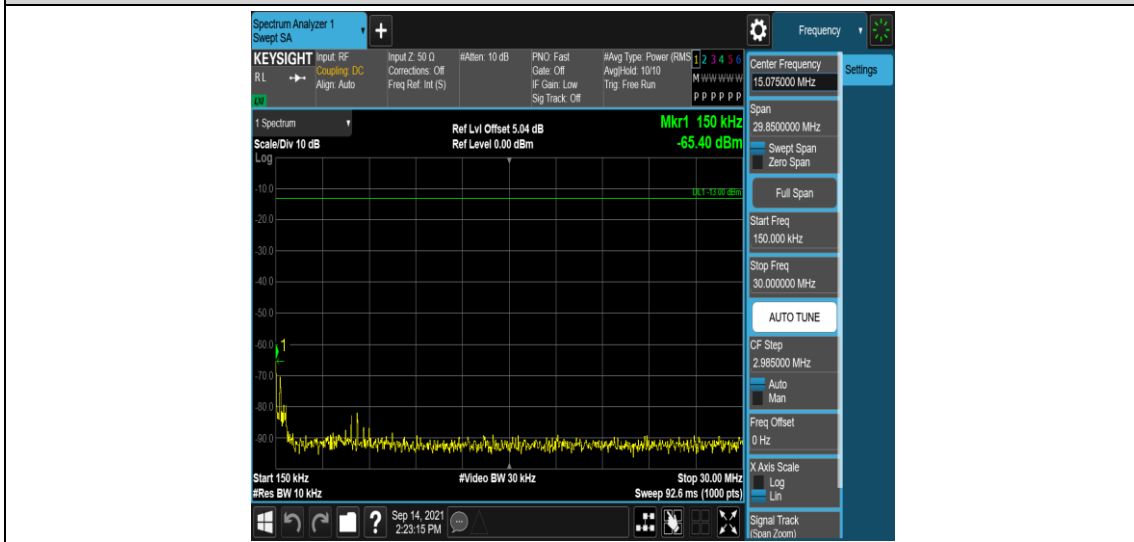 Spectrum Analyzer 1
Swept SA
+
Frequency
KEYSIGHT
RL
LXI
Input: RF
Coupling: DC
Align: Auto
Input Z: 50 Ω
Corrections: Off
Freq Ref: Int (S)
#Atten: 10 dB
PNO: Fast
Gate: Off
IF Gain: Low
Sig Track: Off
#Avg Type: Power (RMS
Avg|Hold: 10/10
Trig: Free Run
1 2 3 4 5 6
M W W W W W
P P P P P P
1 Spectrum
Scale/Div 10 dB
Log
Ref Lvl Offset 5.04 dB
Ref Level 0.00 dBm
Mkr1 150 kHz
-65.40 dBm
DL1 -13.00 dBm
-10.0
-20.0
-30.0
-40.0
-50.0
-60.0
1
-70.0
-80.0
-90.0
Start 150 kHz
#Res BW 10 kHz
#Video BW 30 kHz
Stop 30.00 MHz
Sweep 92.6 ms (1000 pts)
?
Sep 14, 2021
2:23:15 PM
Center Frequency
15.075000 MHz
Settings
Span
29.8500000 MHz
Swept Span
Zero Span
Full Span
Start Freq
150.000 kHz
Stop Freq
30.000000 MHz
AUTO TUNE
CF Step
2.985000 MHz
Auto
Man
Freq Offset
0 Hz
X Axis Scale
Log
Lin
Signal Track
(Span Zoom)